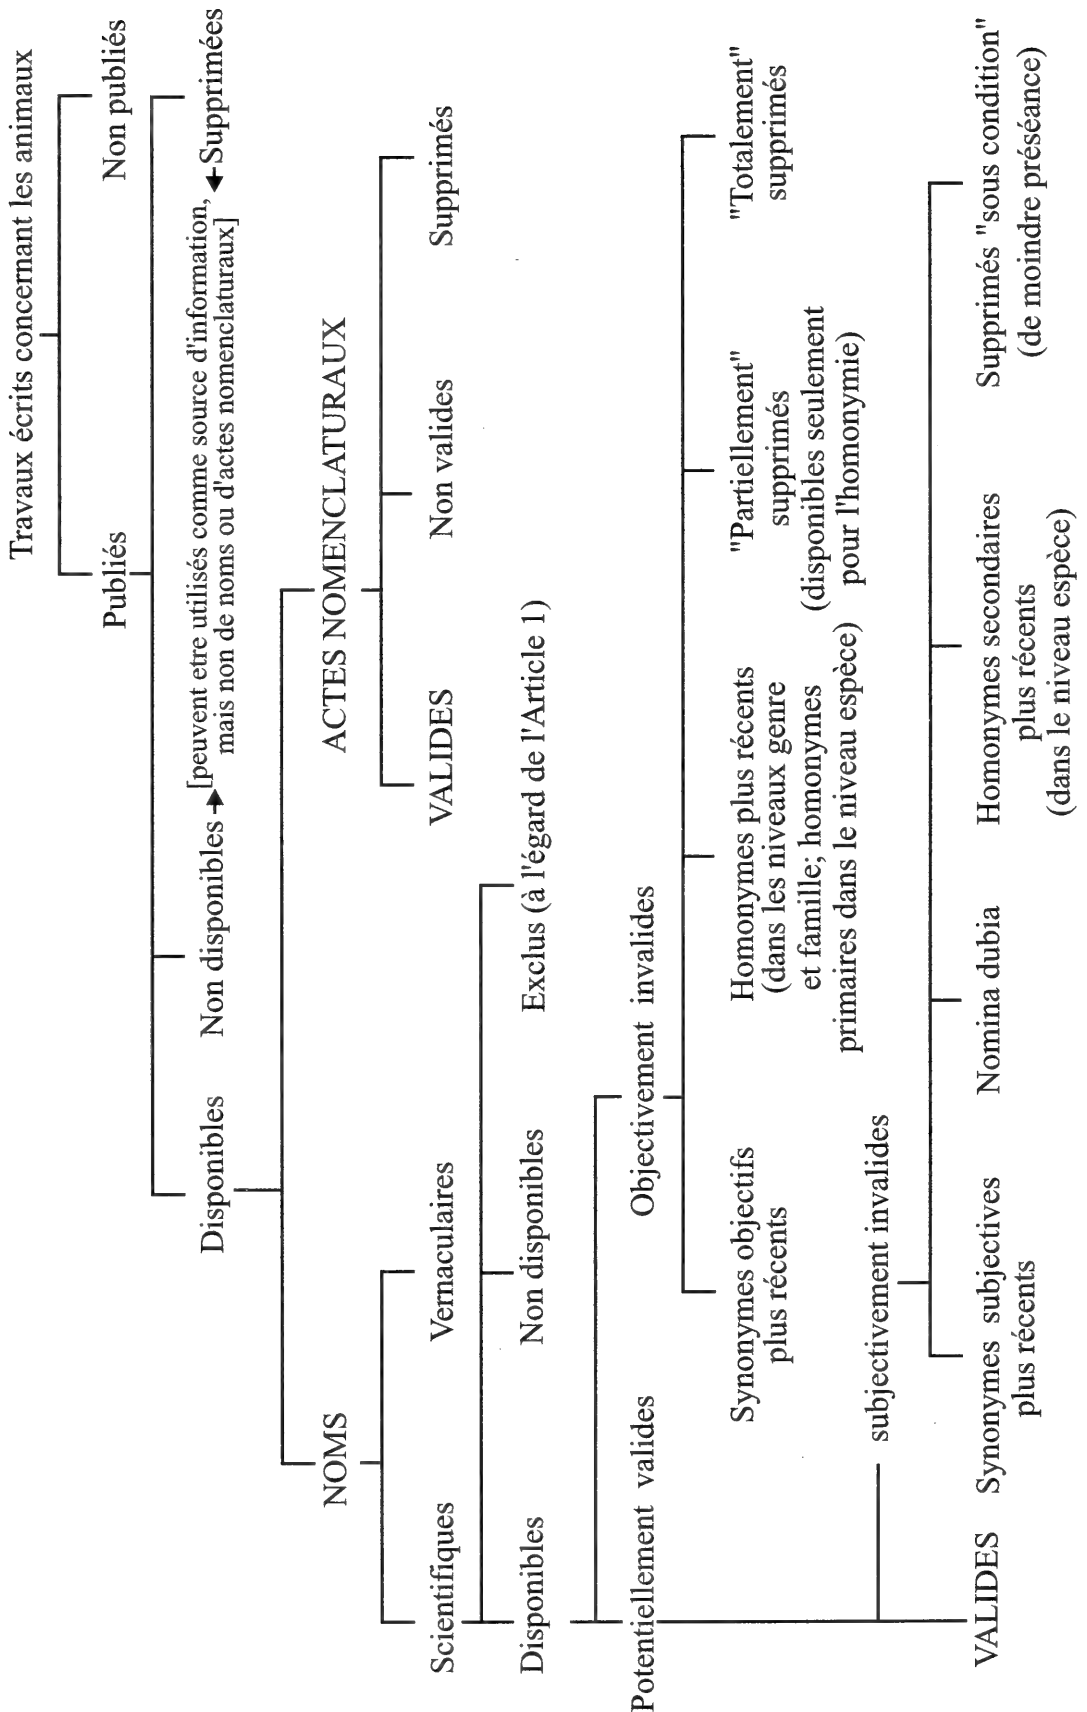 Travaux écrits concernant les animaux
Publiés
Non publiés
Disponibles
Non disponibles
[peuvent etre utilisés comme source d'information,
mais non de noms ou d'actes nomenclaturaux]
Supprimées
NOMS
ACTES NOMENCLATURAUX
Scientifiques
Vernaculaires
VALIDES
Non valides
Supprimés
Disponibles
Non disponibles
Exclus (à l'égard de l'Article 1)
Potentiellement valides
Objectivement invalides
Synonymes objectifs
plus récents
Homonymes plus récents
(dans les niveaux genre
et famille; homonymes
primaires dans le niveau espèce)
"Partiellement"
supprimés
(disponibles seulement
pour l'homonymie)
"Totalement"
supprimés
subjectivement invalides
VALIDES
Synonymes subjectives
plus récents
Nomina dubia
Homonymes secondaires
plus récents
(dans le niveau espèce)
Supprimés "sous condition"
(de moindre préséance)